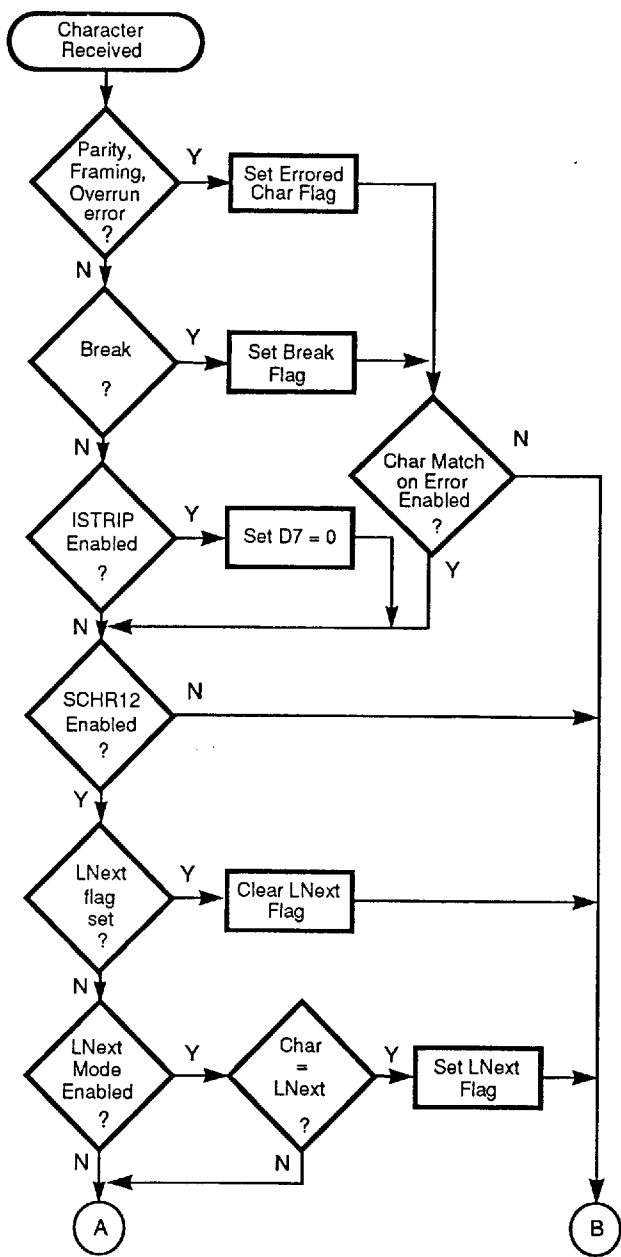 Character
Received
Parity,
Framing,
Overrun
error
?
Y
Set Errored
Char Flag
N
Break
?
Y
Set Break
Flag
N
Char Match
on Error
Enabled
?
N
Y
ISTRIP
Enabled
?
Y
Set D7 = 0
N
SCHR12
Enabled
?
N
Y
LNext
flag
set
?
Y
Clear LNext
Flag
N
LNext
Mode
Enabled
?
Y
Char
=
LNext
?
Y
Set LNext
Flag
N
N
A
B